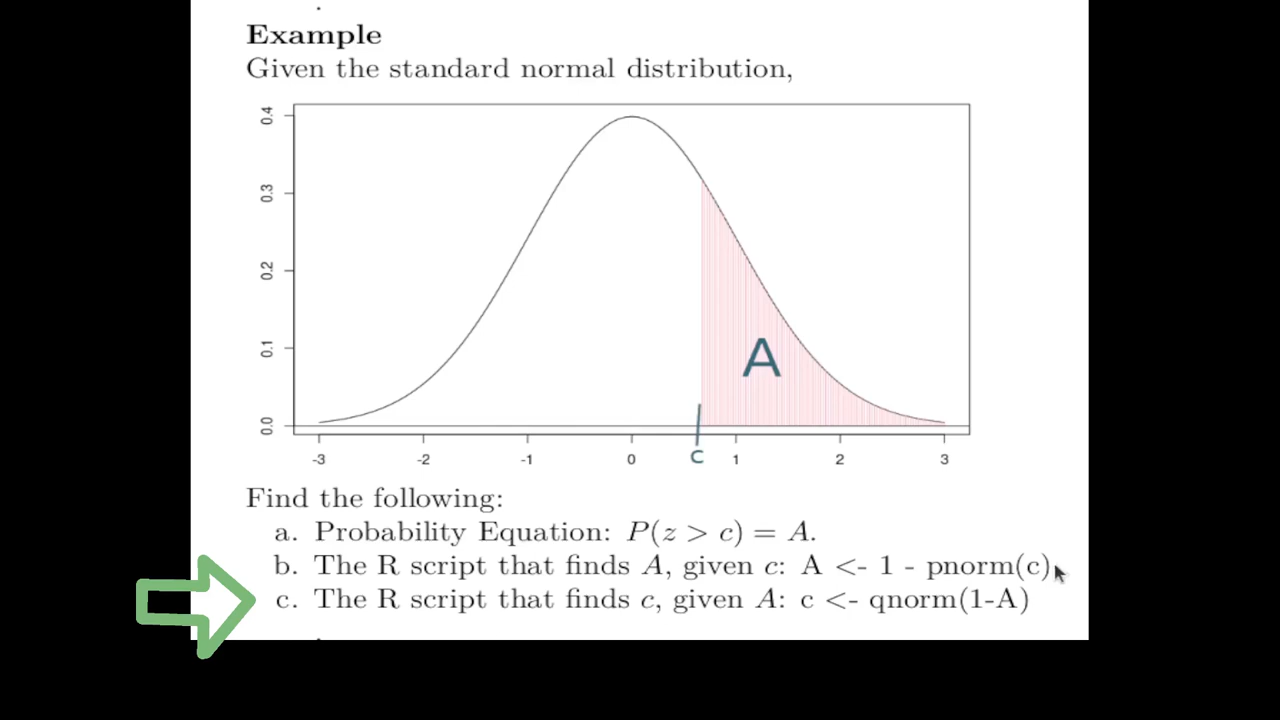 Example
Given the standard normal distribution,
0.4
0.3
0.2
0.1
0.0
A
c
-3 -2 -1 0 1 2 3
Find the following:
a. Probability Equation: P(z > c) = A.
b. The R script that finds A, given c: A <- 1 - pnorm(c)
c. The R script that finds c, given A: c <- qnorm(1-A)